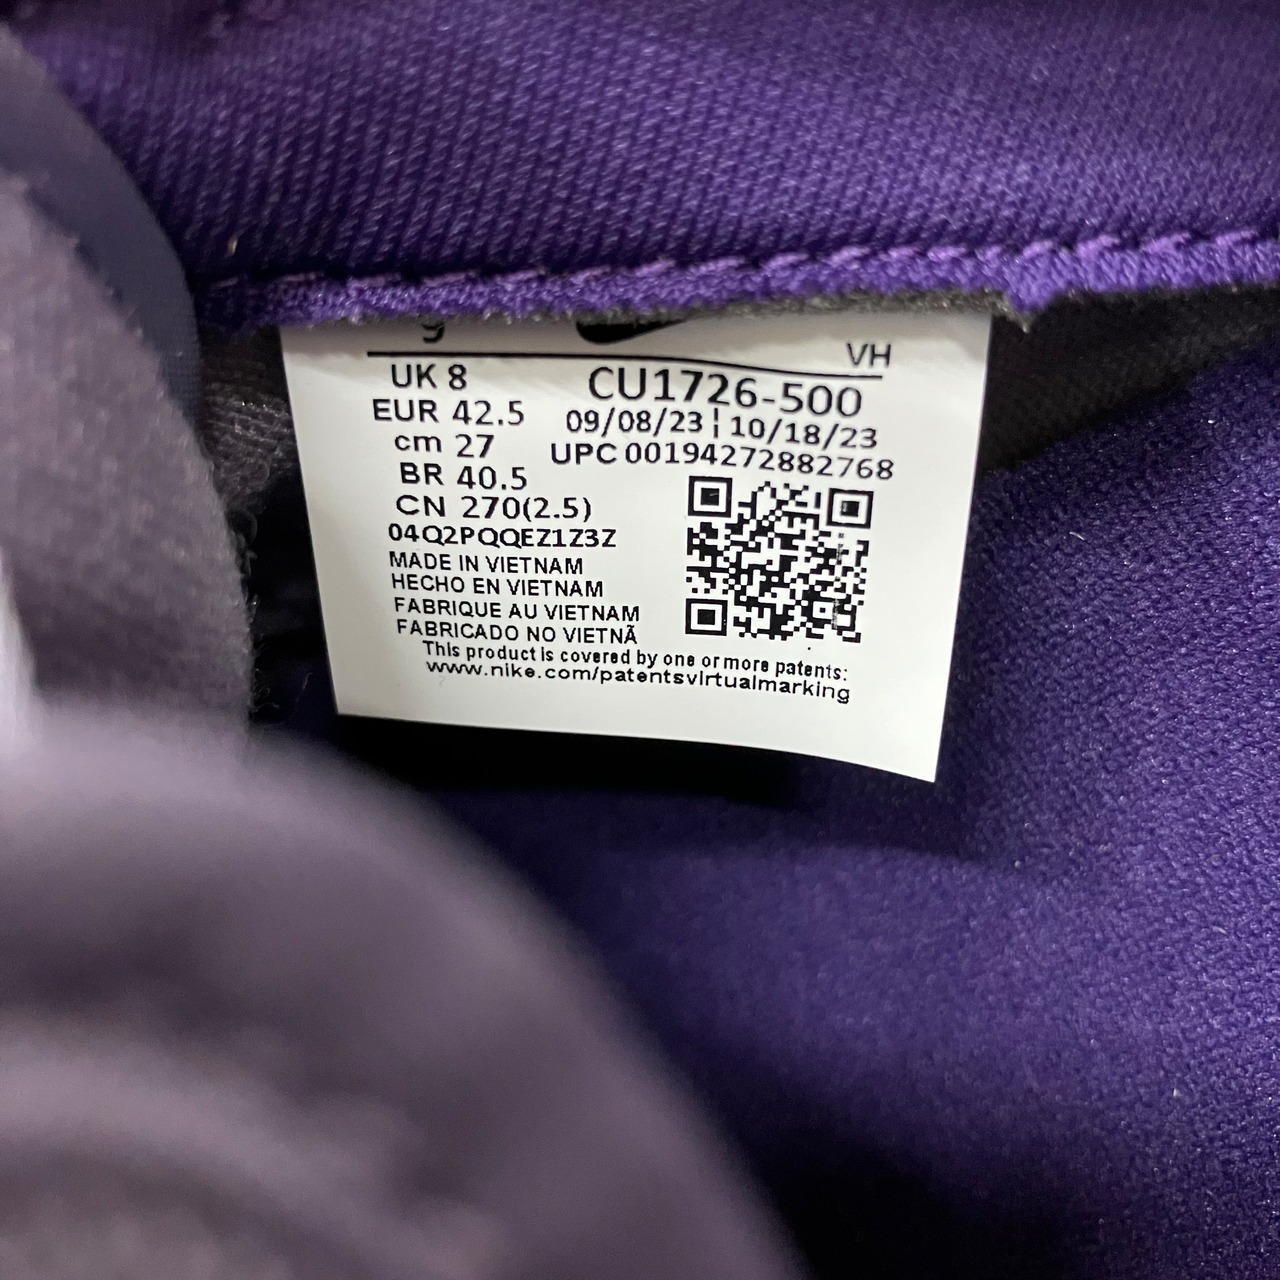 9
VH
UK 8
CU1726-500
EUR 42.5
09/08/23 ¦ 10/18/23
cm 27
UPC 00194272882768
BR 40.5
CN 270(2.5)
04Q2PQQEZ1Z3Z
MADE IN VIETNAM
HECHO EN VIETNAM
FABRIQUE AU VIETNAM
FABRICADO NO VIETNÃ
This product is covered by one or more patents:
www.nike.com/patentsvirtualmarking